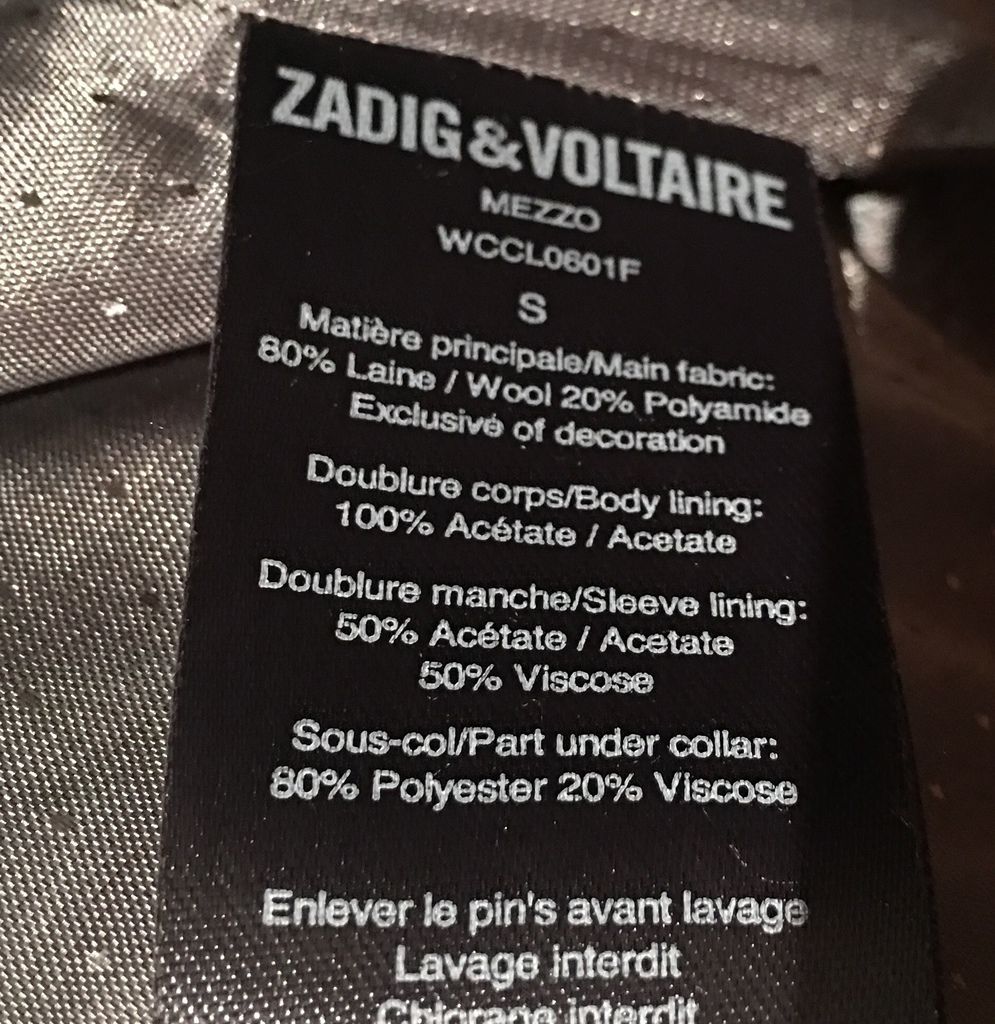 ZADIG&VOLTAIRE
MEZZO
WCCL0601F
S
Matière principale/Main fabric:
80% Laine / Wool 20% Polyamide
Exclusive of decoration
Doublure corps/Body lining:
100% Acétate / Acetate
Doublure manche/Sleeve lining:
50% Acétate / Acetate
50% Viscose
Sous-col/Part under collar:
80% Polyester 20% Viscose
Enlever le pin's avant lavage
Lavage interdit
Chlorage interdit